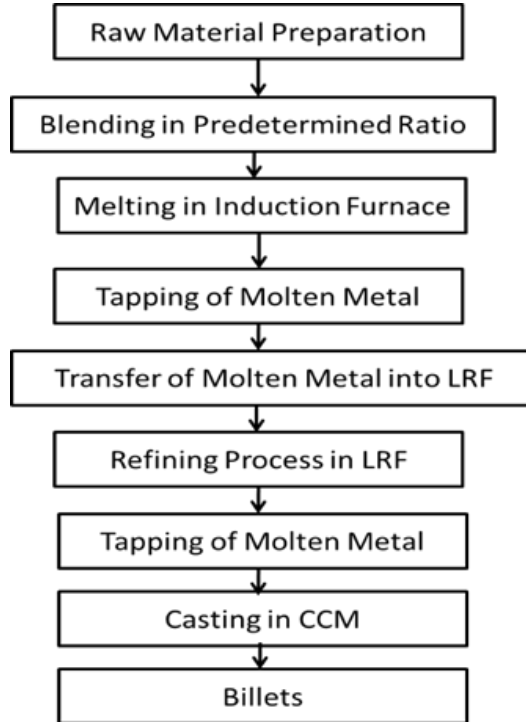 Raw Material Preparation
Blending in Predetermined Ratio
Melting in Induction Furnace
Tapping of Molten Metal
Transfer of Molten Metal into LRF
Refining Process in LRF
Tapping of Molten Metal
Casting in CCM
Billets